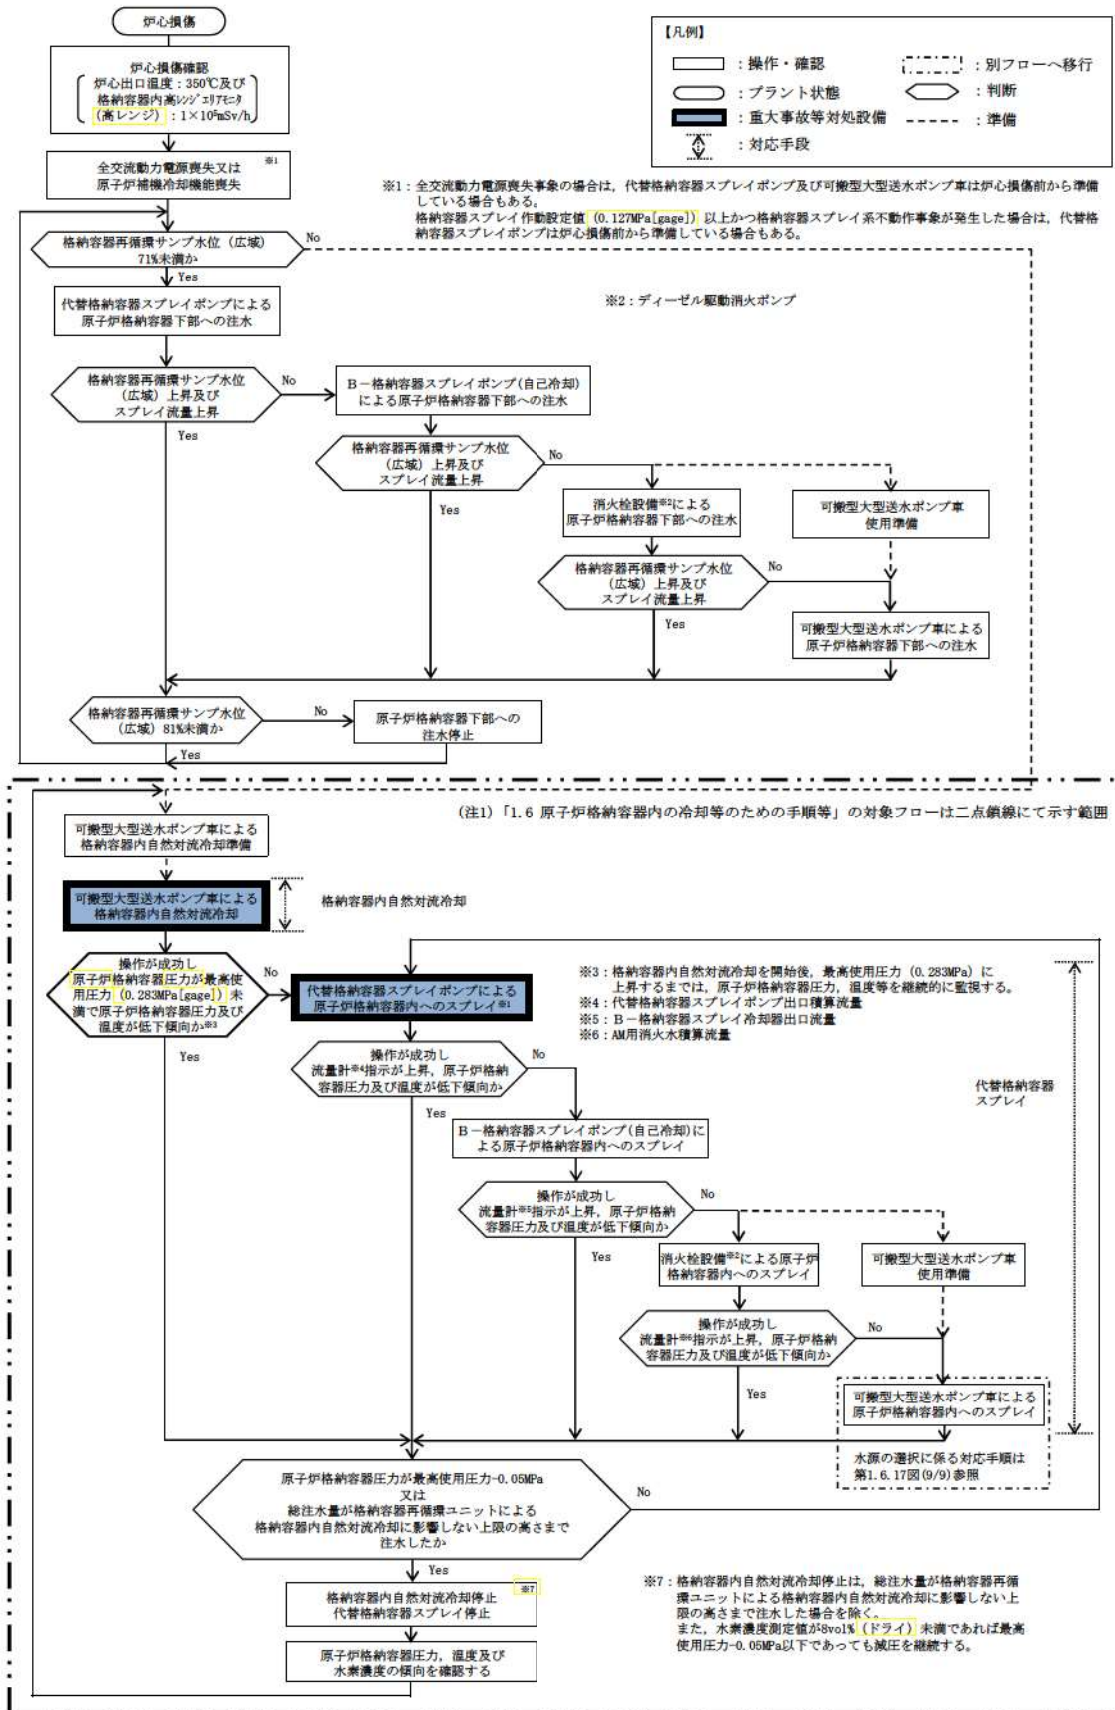 炉心損傷
炉心損傷確認
炉心出口温度：350℃及び
格納容器内高ﾚﾝｼﾞｴﾘｱﾓﾆﾀ
(高レンジ)：1×10⁵mSv/h
全交流動力電源喪失又は ※1
原子炉補機冷却機能喪失
【凡例】
：操作・確認
：別フローへ移行
：プラント状態
：判断
：重大事故等対処設備
：準備
：対応手段
※1：全交流動力電源喪失事象の場合は，代替格納容器スプレイポンプ及び可搬型大型送水ポンプ車は炉心損傷前から準備
している場合もある。
格納容器スプレイ作動設定値（0.127MPa[gage]）以上かつ格納容器スプレイ系不動作事象が発生した場合は，代替格
納容器スプレイポンプは炉心損傷前から準備している場合もある。
格納容器再循環サンプ水位（広域）
71%未満か
No
Yes
代替格納容器スプレイポンプによる
原子炉格納容器下部への注水
※2：ディーゼル駆動消火ポンプ
格納容器再循環サンプ水位
（広域）上昇及び
スプレイ流量上昇
No
Yes
B－格納容器スプレイポンプ(自己冷却)
による原子炉格納容器下部への注水
格納容器再循環サンプ水位
（広域）上昇及び
スプレイ流量上昇
No
Yes
消火栓設備※2による
原子炉格納容器下部への注水
可搬型大型送水ポンプ車
使用準備
格納容器再循環サンプ水位
（広域）上昇及び
スプレイ流量上昇
No
Yes
可搬型大型送水ポンプ車による
原子炉格納容器下部への注水
格納容器再循環サンプ水位
（広域）81%未満か
No
Yes
原子炉格納容器下部への
注水停止
(注1)「1.6 原子炉格納容器内の冷却等のための手順等」の対象フローは二点鎖線にて示す範囲
可搬型大型送水ポンプ車による
格納容器内自然対流冷却準備
可搬型大型送水ポンプ車による
格納容器内自然対流冷却
格納容器内自然対流冷却
操作が成功し
原子炉格納容器圧力が最高使
用圧力（0.283MPa[gage]）未
満で原子炉格納容器圧力及び
温度が低下傾向か※3
No
Yes
代替格納容器スプレイポンプによる
原子炉格納容器内へのスプレイ※1
※3：格納容器内自然対流冷却を開始後，最高使用圧力（0.283MPa）に
上昇するまでは，原子炉格納容器圧力，温度等を継続的に監視する。
※4：代替格納容器スプレイポンプ出口積算流量
※5：B－格納容器スプレイ冷却器出口流量
※6：AM用消火水積算流量
操作が成功し
流量計※4指示が上昇，原子炉格納
容器圧力及び温度が低下傾向か
No
Yes
代替格納容器
スプレイ
B－格納容器スプレイポンプ(自己冷却)に
よる原子炉格納容器内へのスプレイ
操作が成功し
流量計※5指示が上昇，原子炉格納
容器圧力及び温度が低下傾向か
No
Yes
消火栓設備※2による原子炉
格納容器内へのスプレイ
可搬型大型送水ポンプ車
使用準備
操作が成功し
流量計※6指示が上昇，原子炉格納
容器圧力及び温度が低下傾向か
No
Yes
可搬型大型送水ポンプ車による
原子炉格納容器内へのスプレイ
水源の選択に係る対応手順は
第1.6.17図(9/9)参照
原子炉格納容器圧力が最高使用圧力-0.05MPa
又は
総注水量が格納容器再循環ユニットによる
格納容器内自然対流冷却に影響しない上限の高さまで
注水したか
No
Yes
格納容器内自然対流冷却停止 ※7
代替格納容器スプレイ停止
原子炉格納容器圧力，温度及び
水素濃度の傾向を確認する
※7：格納容器内自然対流冷却停止は，総注水量が格納容器再循
環ユニットによる格納容器内自然対流冷却に影響しない上
限の高さまで注水した場合を除く。
また，水素濃度測定値が8vol%（ドライ）未満であれば最高
使用圧力-0.05MPa以下であっても減圧を継続する。